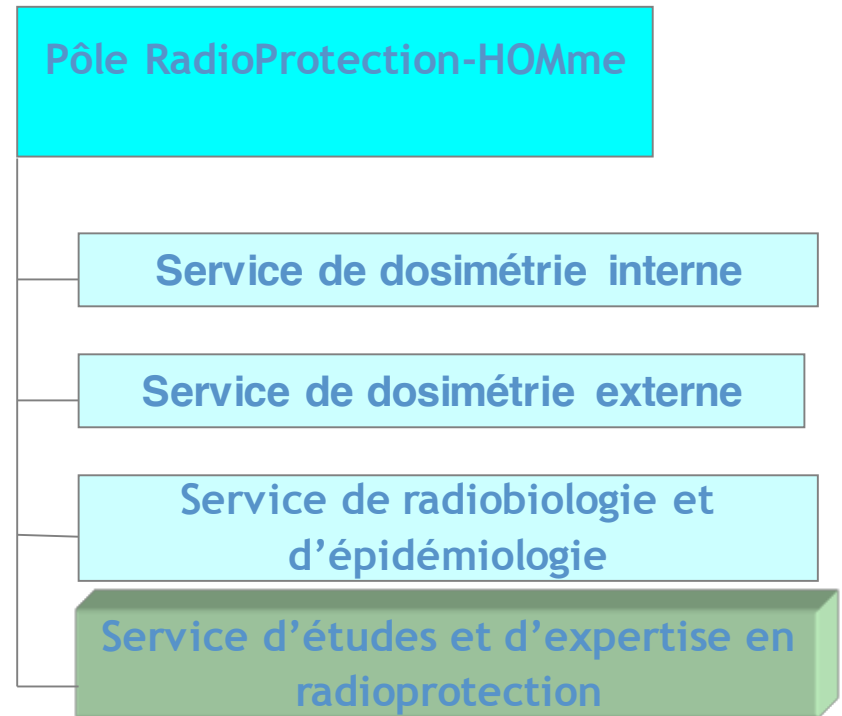 Pôle RadioProtection-HOMme
Service de dosimétrie interne
Service de dosimétrie externe
Service de radiobiologie et
d’épidémiologie
Service d’études et d’expertise en
radioprotection